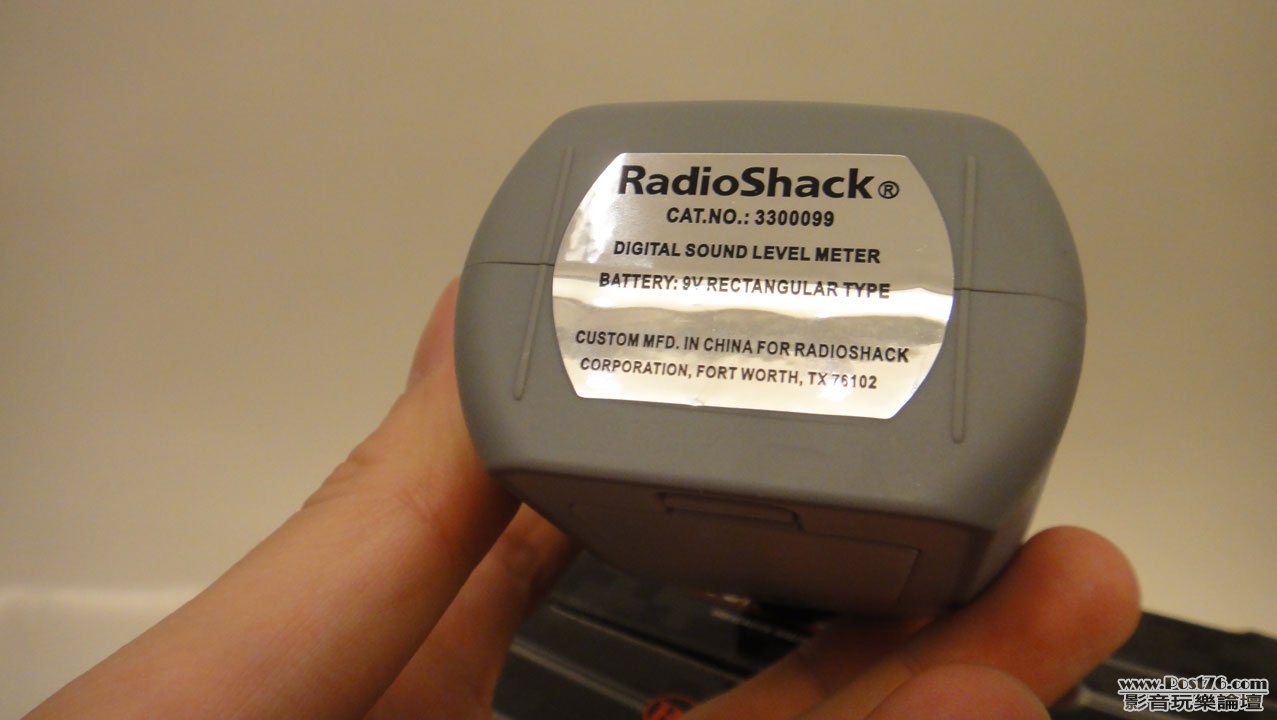 RadioShack®
CAT.NO.: 3300099
DIGITAL SOUND LEVEL METER
BATTERY: 9V RECTANGULAR TYPE
CUSTOM MFD. IN CHINA FOR RADIOSHACK
CORPORATION, FORT WORTH, TX 76102
www.Post76.com
影音玩樂論壇